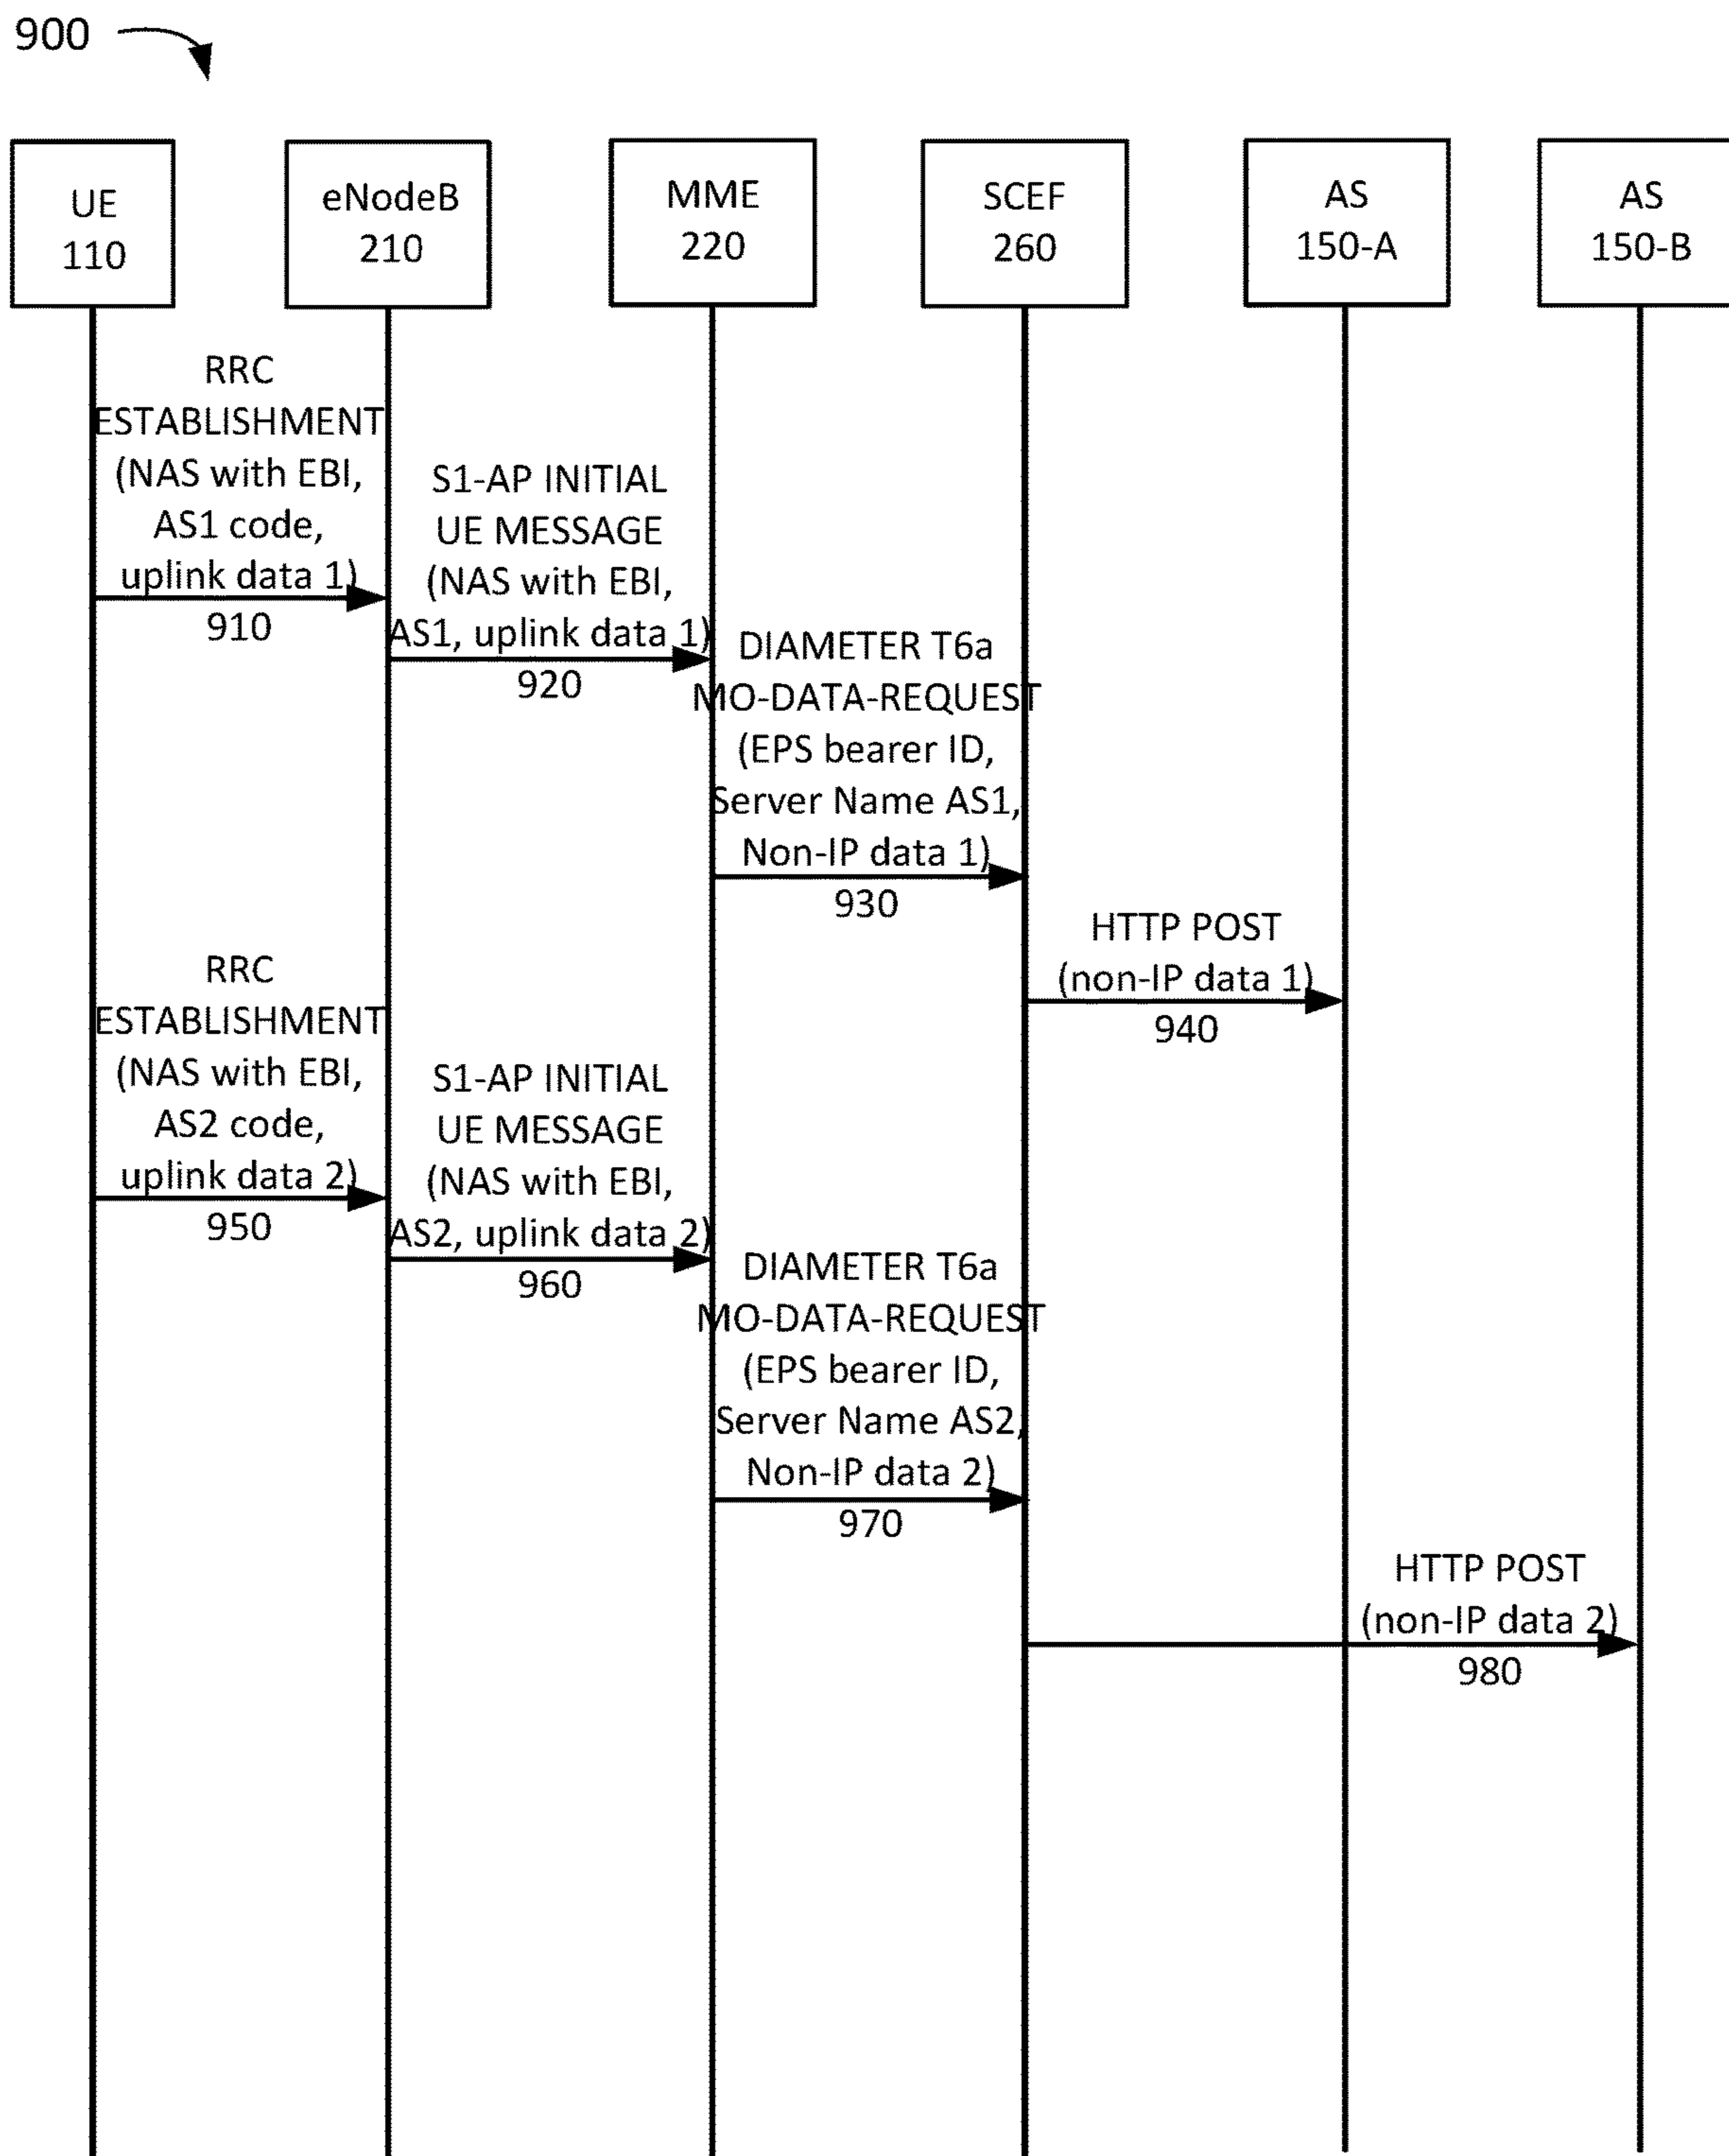 900
UE
110
eNodeB
210
MME
220
SCEF
260
AS
150-A
AS
150-B
RRC
ESTABLISHMENT
(NAS with EBI,
AS1 code,
uplink data 1)
910
S1-AP INITIAL
UE MESSAGE
(NAS with EBI,
AS1, uplink data 1)
920
DIAMETER T6a
MO-DATA-REQUEST
(EPS bearer ID,
Server Name AS1,
Non-IP data 1)
930
HTTP POST
(non-IP data 1)
940
RRC
ESTABLISHMENT
(NAS with EBI,
AS2 code,
uplink data 2)
950
S1-AP INITIAL
UE MESSAGE
(NAS with EBI,
AS2, uplink data 2)
960
DIAMETER T6a
MO-DATA-REQUEST
(EPS bearer ID,
Server Name AS2,
Non-IP data 2)
970
HTTP POST
(non-IP data 2)
980